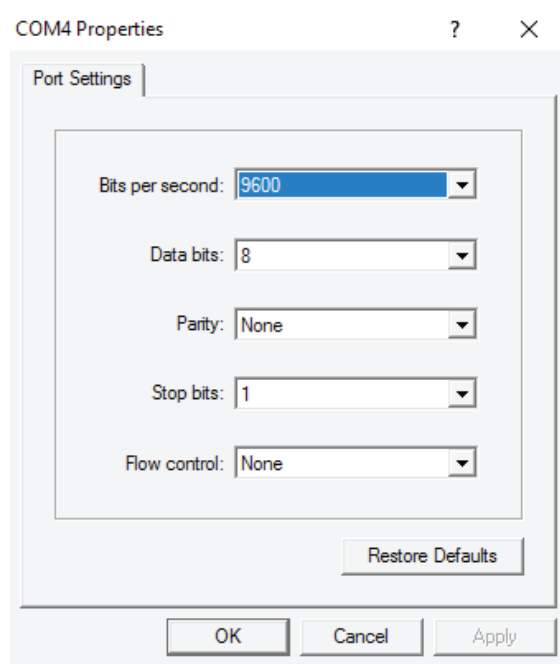 COM4 Properties ? ×
Port Settings
Bits per second: 9600
Data bits: 8
Parity: None
Stop bits: 1
Flow control: None
Restore Defaults
OK Cancel Apply